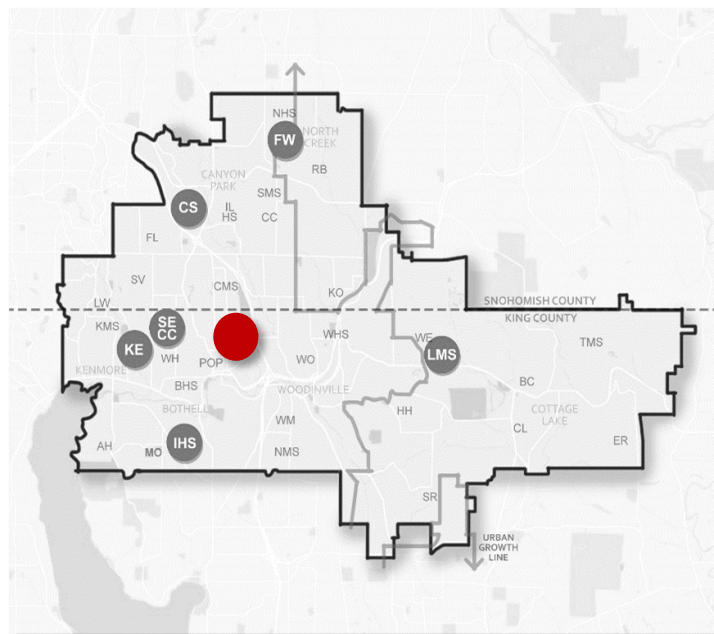 NHS
FW
NORTH
CREEK
RB
CANYON
PARK
SMS
CS
IL
HS
CC
FL
SV
CMS
KO
LW
SNOHOMISH COUNTY
KING COUNTY
KMS
SE
CC
WHS
WE
TMS
KE
WH
POP
WO
LMS
KENMORE
BHS
WOODINVILLE
BC
BOTHELL
HH
COTTAGE
LAKE
WM
CL
AH
MO
IHS
NMS
ER
SR
URBAN
GROWTH
LINE